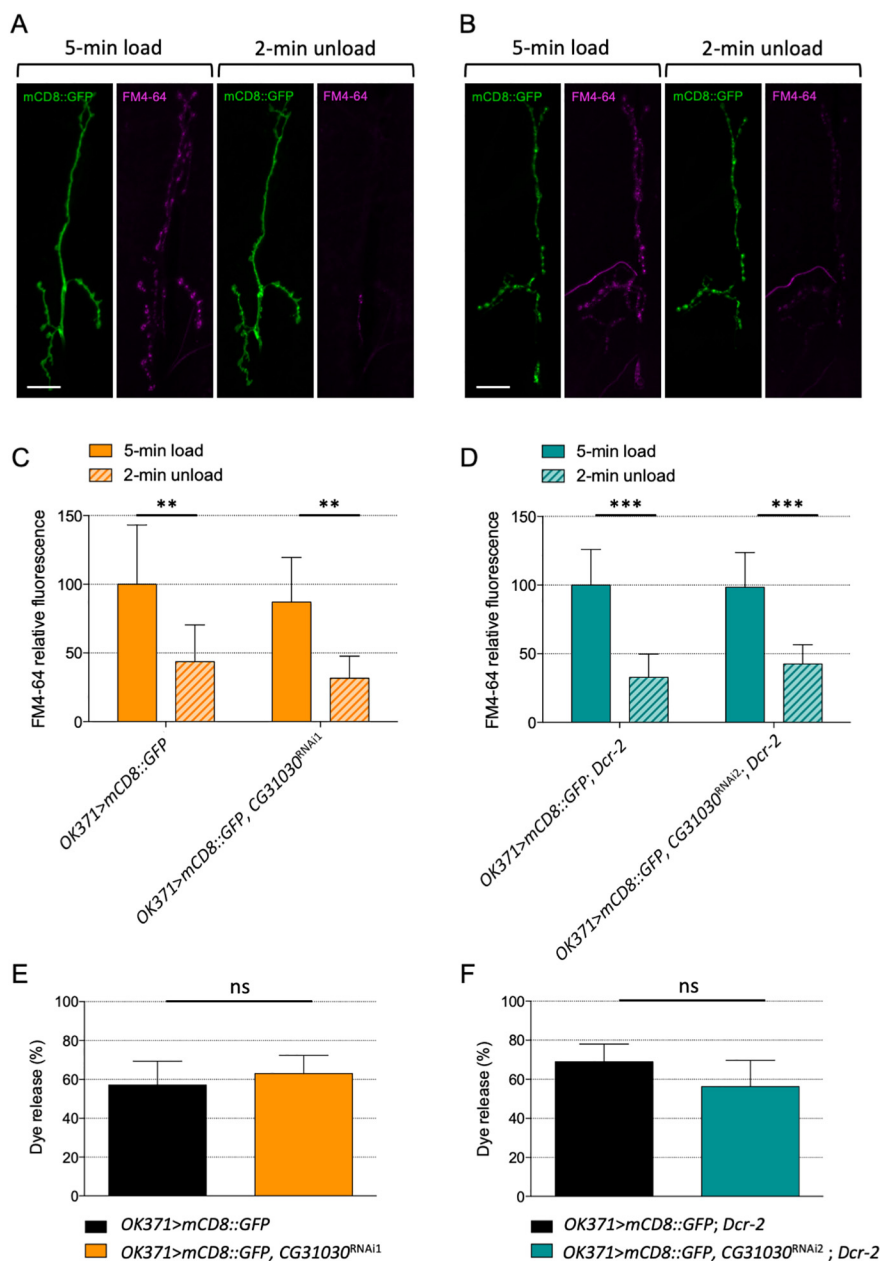 A
5-min load 2-min unload
mCD8::GFP FM4-64 mCD8::GFP FM4-64
B
5-min load 2-min unload
mCD8::GFP FM4-64 mCD8::GFP FM4-64
C
5-min load
2-min unload
FM4-64 relative fluorescence
150
100
50
0
** **
OK371>mCD8::GFP
OK371>mCD8::GFP, CG31030RNAi1
D
5-min load
2-min unload
FM4-64 relative fluorescence
150
100
50
0
*** ***
OK371>mCD8::GFP; Dcr-2
OK371>mCD8::GFP, CG31030RNAi2; Dcr-2
E
ns
Dye release (%)
100
80
60
40
20
0
OK371>mCD8::GFP
OK371>mCD8::GFP, CG31030RNAi1
F
ns
Dye release (%)
100
80
60
40
20
0
OK371>mCD8::GFP; Dcr-2
OK371>mCD8::GFP, CG31030RNAi2 ; Dcr-2